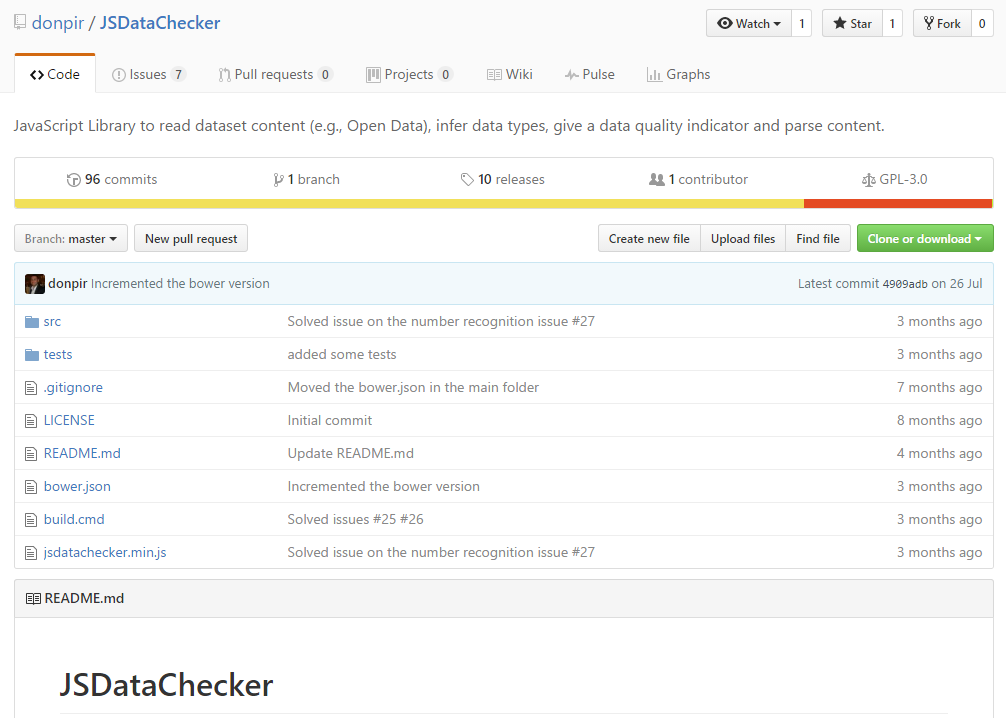 donpir / JSDataChecker Watch 1 Star 1 Fork 0
Code Issues 7 Pull requests 0 Projects 0 Wiki Pulse Graphs
JavaScript Library to read dataset content (e.g., Open Data), infer data types, give a data quality indicator and parse content.
96 commits 1 branch 10 releases 1 contributor GPL-3.0
Branch: master New pull request Create new file Upload files Find file Clone or download
donpir Incremented the bower version Latest commit 4909adb on 26 Jul
src Solved issue on the number recognition issue #27 3 months ago
tests added some tests 3 months ago
.gitignore Moved the bower.json in the main folder 7 months ago
LICENSE Initial commit 8 months ago
README.md Update README.md 4 months ago
bower.json Incremented the bower version 3 months ago
build.cmd Solved issues #25 #26 3 months ago
jsdatachecker.min.js Solved issue on the number recognition issue #27 3 months ago
README.md
JSDataChecker